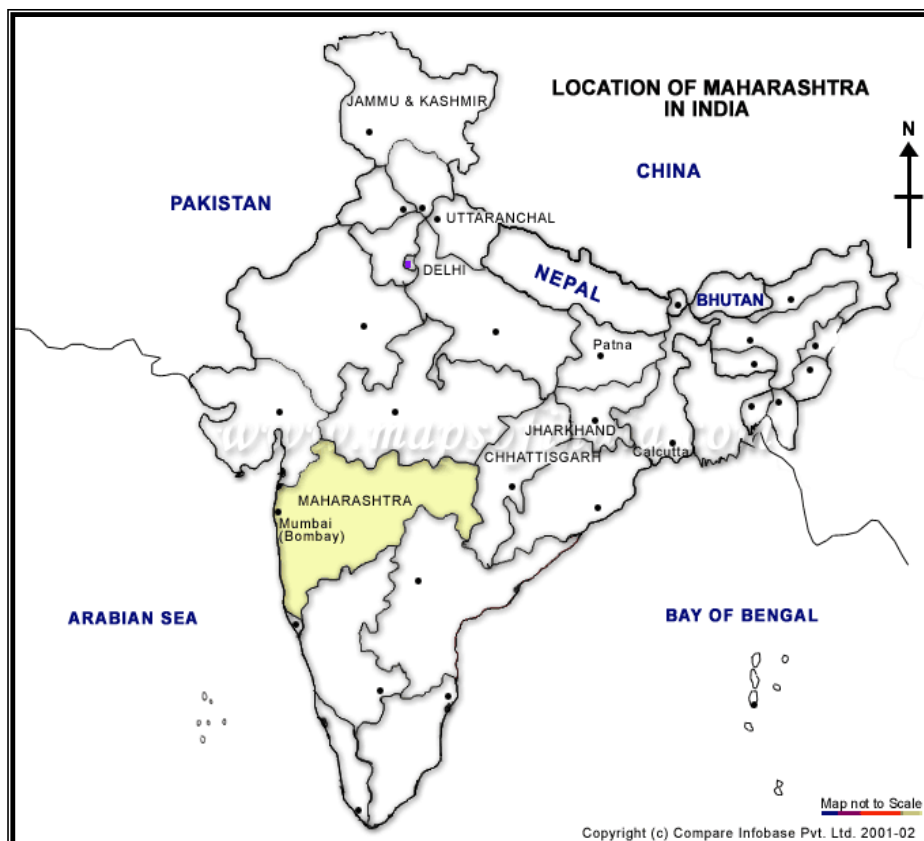 LOCATION OF MAHARASHTRA
IN INDIA
JAMMU & KASHMIR
N
CHINA
PAKISTAN
UTTARANCHAL
DELHI
NEPAL
BHUTAN
Patna
JHARKHAND
CHHATTISGARH
Calcutta
MAHARASHTRA
Mumbai
(Bombay)
ARABIAN SEA
BAY OF BENGAL
Map not to Scale
Copyright (c) Compare Infobase Pvt. Ltd. 2001-02